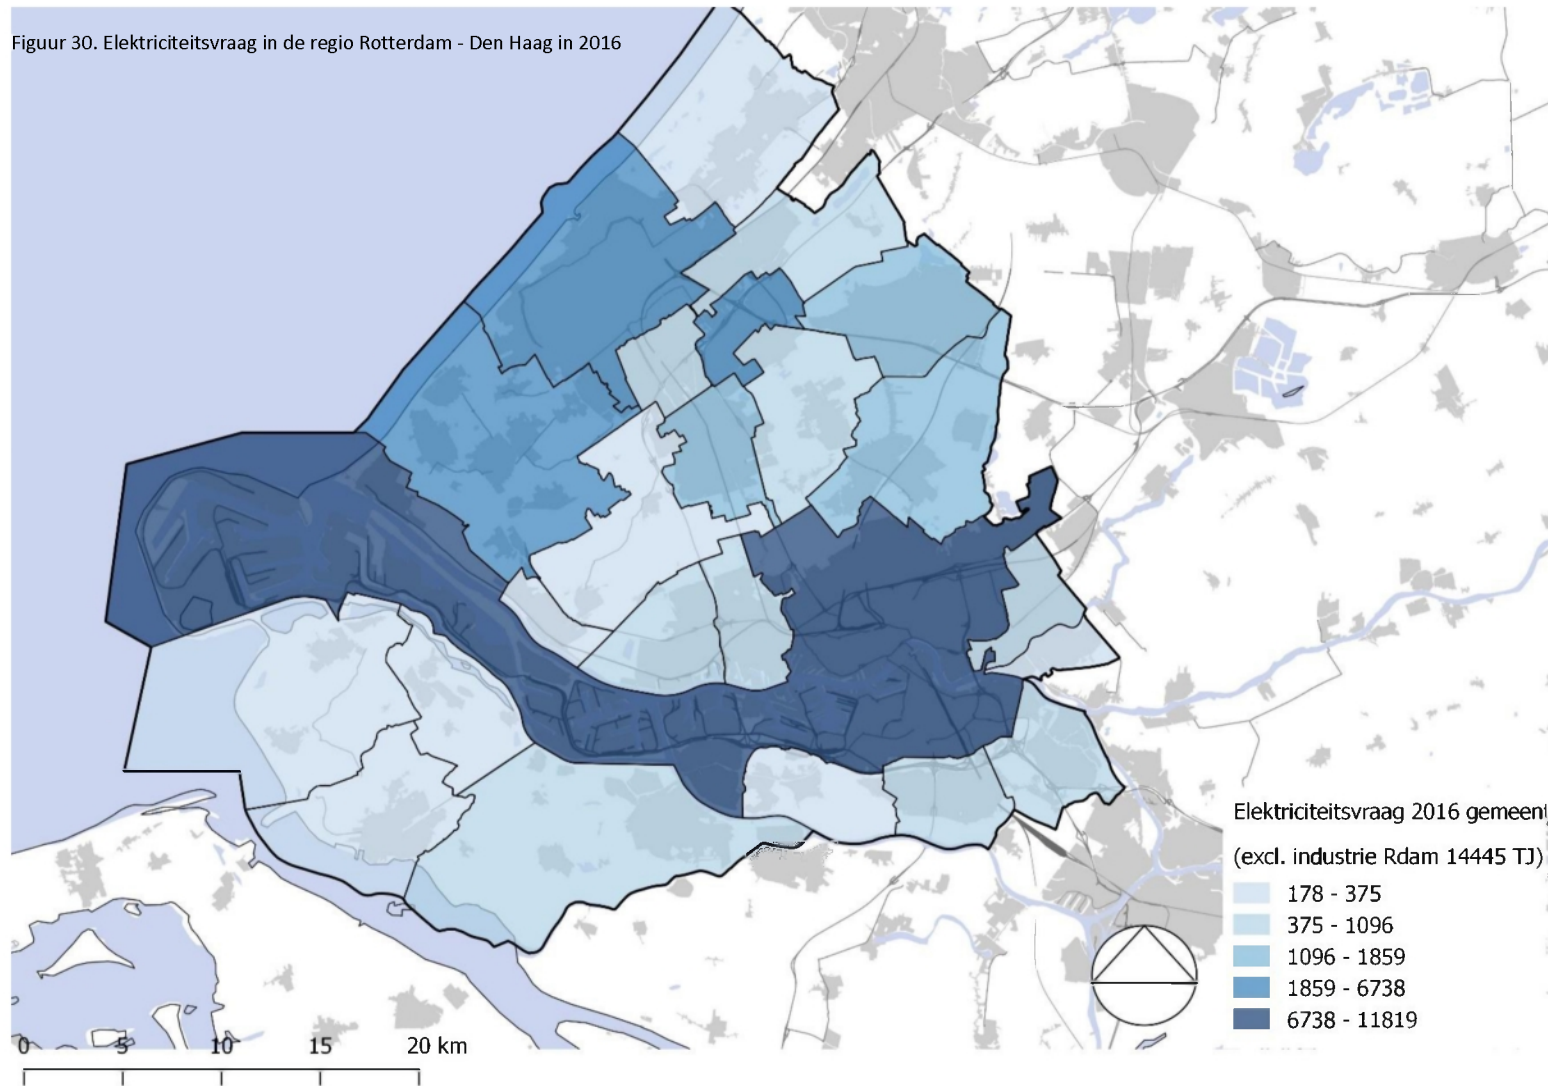 Figuur 30. Elektriciteitsvraag in de regio Rotterdam - Den Haag in 2016
Elektriciteitsvraag 2016 gemeent
(excl. industrie Rdam 14445 TJ)
178 - 375
375 - 1096
1096 - 1859
1859 - 6738
6738 - 11819
0 5 10 15 20 km